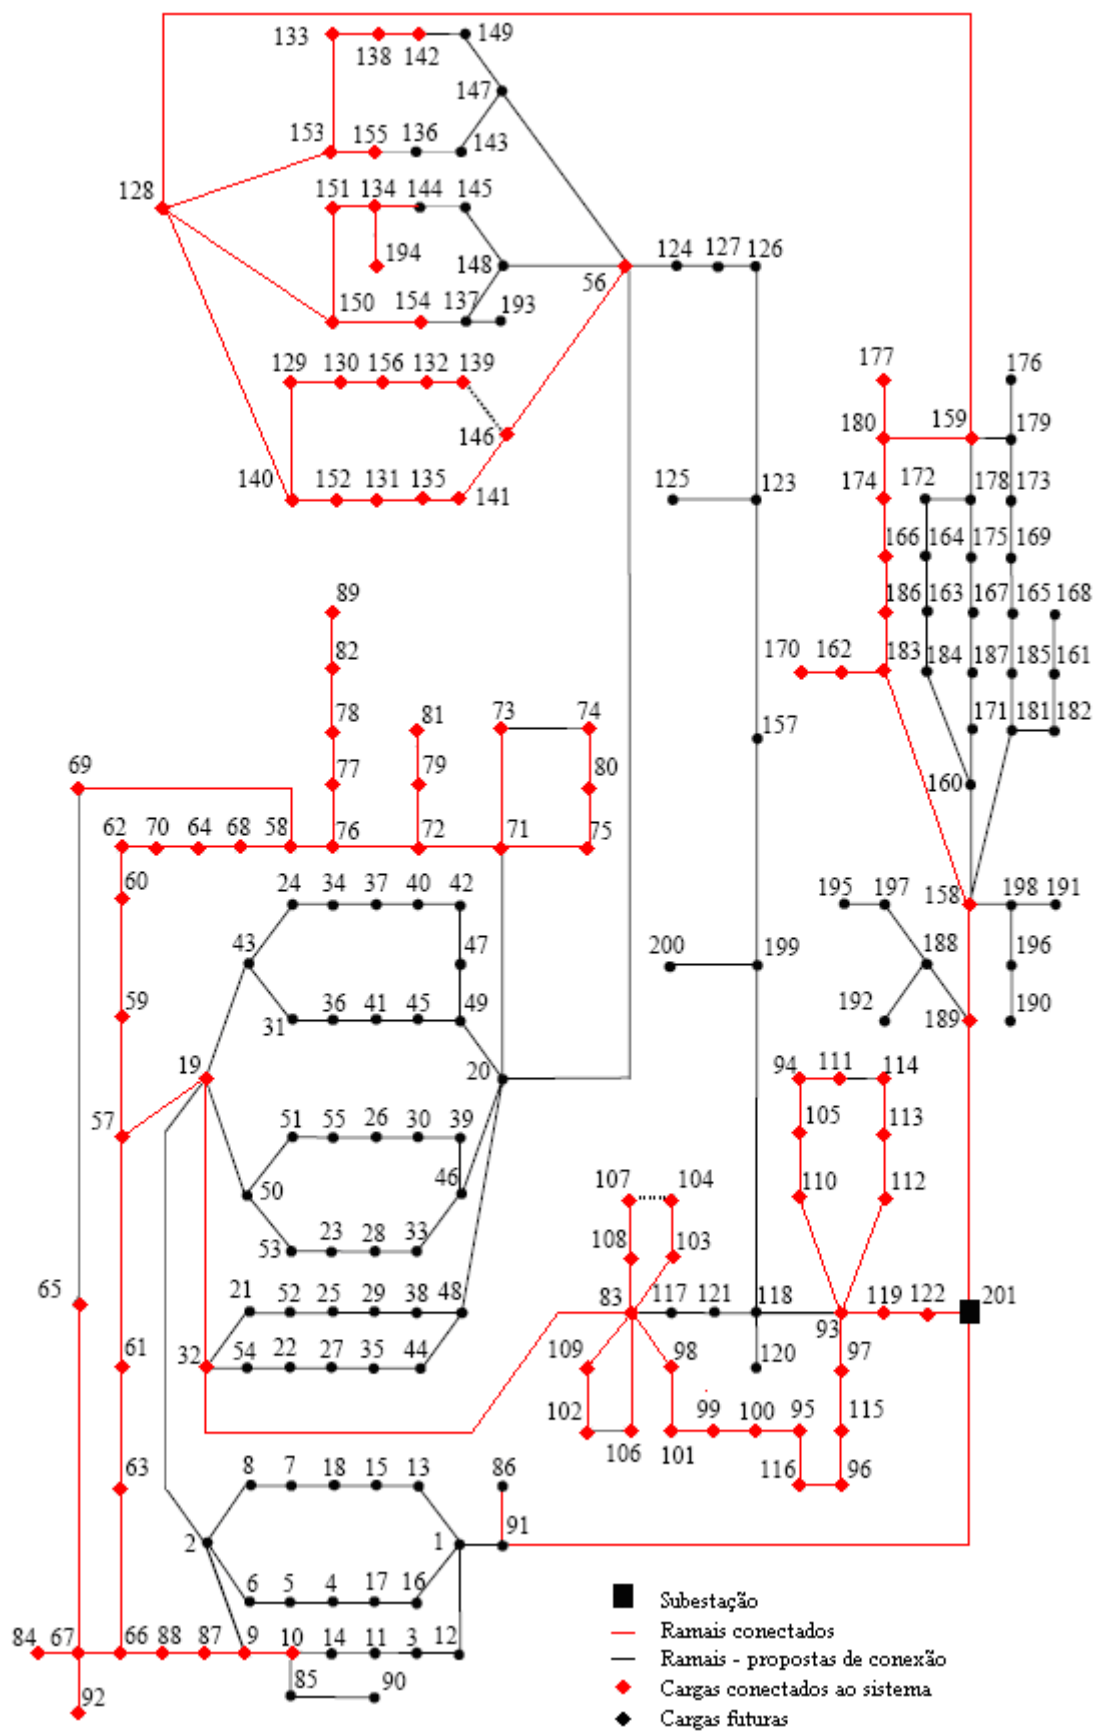 133 138 142 149
147
153 155 136 143
128 151 134 144 145
194 148 56 124 127 126
150 154 137 193
129 130 156 132 139 177 176
146 180 159 179
140 152 131 135 141 125 123 174 172 178 173
166 164 175 169
89 186 163 167 165 168
82 170 162 183 184 187 185 161
78 81 73 74 157 171 181 182
69 77 79 80 160
62 70 64 68 58 76 72 71 75
60 24 34 37 40 42 195 197 158 198 191
43 47 200 199 188 196
59 31 36 41 45 49 192 189 190
19 20 94 111 114
57 51 55 26 30 39 105 113
50 46 107 104 110 112
53 23 28 33 108 103
65 21 52 25 29 38 48 83 117 121 118 93 119 122 201
61 32 54 22 27 35 44 109 98 120 97
102 106 101 99 100 95 115
63 8 7 18 15 13 86 116 96
2 1 91
6 5 4 17 16
84 67 66 88 87 9 10 14 11 3 12
92 85 90
Subestação
Ramais conectados
Ramais - propostas de conexão
Cargas conectados ao sistema
Cargas futuras